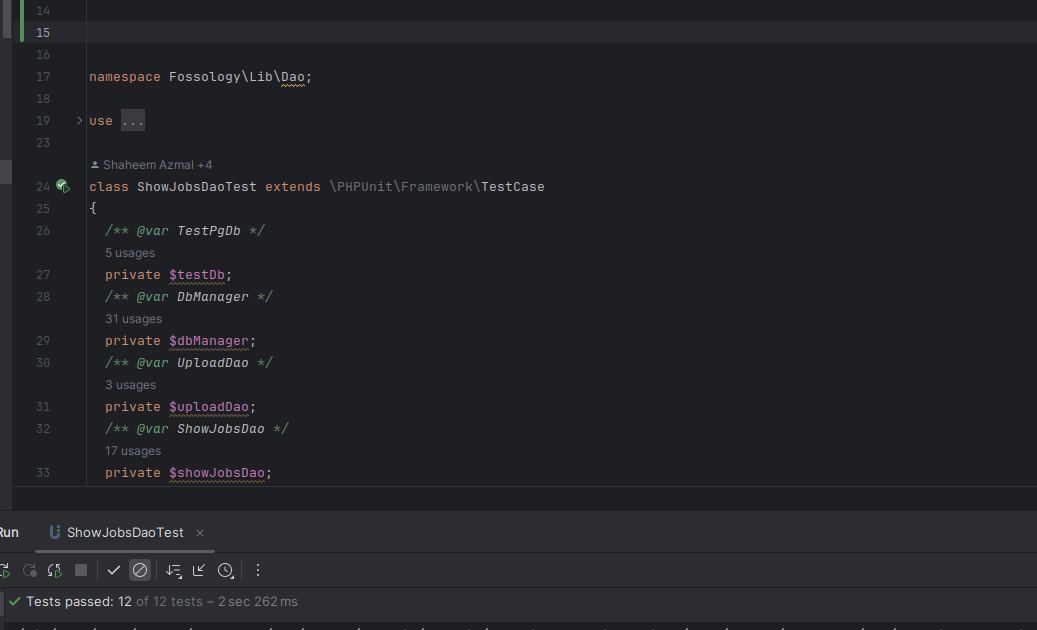 14
15
16
17 namespace Fossology\Lib\Dao;
18
19 use ...
23
Shaheem Azmal +4
24 class ShowJobsDaoTest extends \PHPUnit\Framework\TestCase
25 {
26 /** @var TestPgDb */
5 usages
27 private $testDb;
28 /** @var DbManager */
31 usages
29 private $dbManager;
30 /** @var UploadDao */
3 usages
31 private $uploadDao;
32 /** @var ShowJobsDao */
17 usages
33 private $showJobsDao;
Run ShowJobsDaoTest
Tests passed: 12 of 12 tests – 2 sec 262 ms